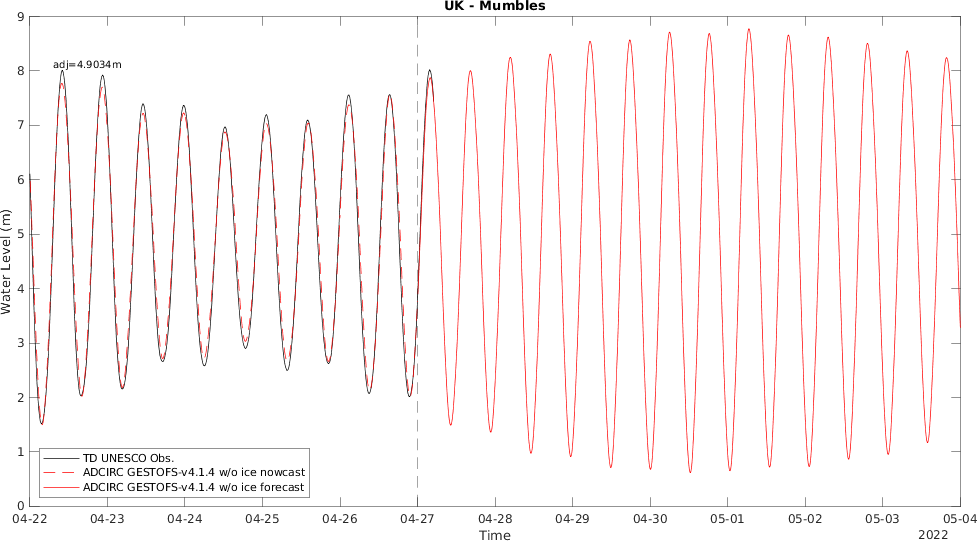 UK - Mumbles
9
8
7
6
5
4
3
2
1
0
Water Level (m)
adj=4.9034m
TD UNESCO Obs.
ADCIRC GESTOFS-v4.1.4 w/o ice nowcast
ADCIRC GESTOFS-v4.1.4 w/o ice forecast
04-22 04-23 04-24 04-25 04-26 04-27 04-28 04-29 04-30 05-01 05-02 05-03 05-04
Time
2022